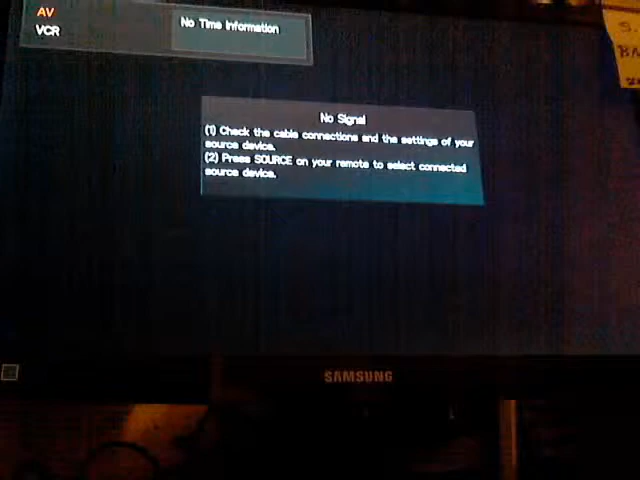 AV
VCR
No Time Information
No Signal
(1) Check the cable connections and the settings of your
source device.
(2) Press SOURCE on your remote to select connected
source device.
SAMSUNG